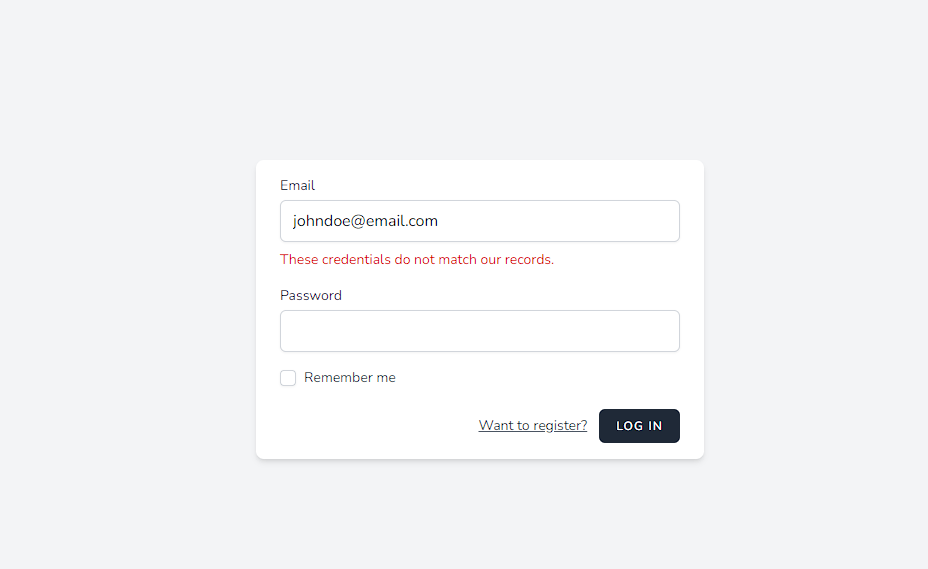 Email
johndoe@email.com
These credentials do not match our records.
Password
Remember me
Want to register? LOG IN